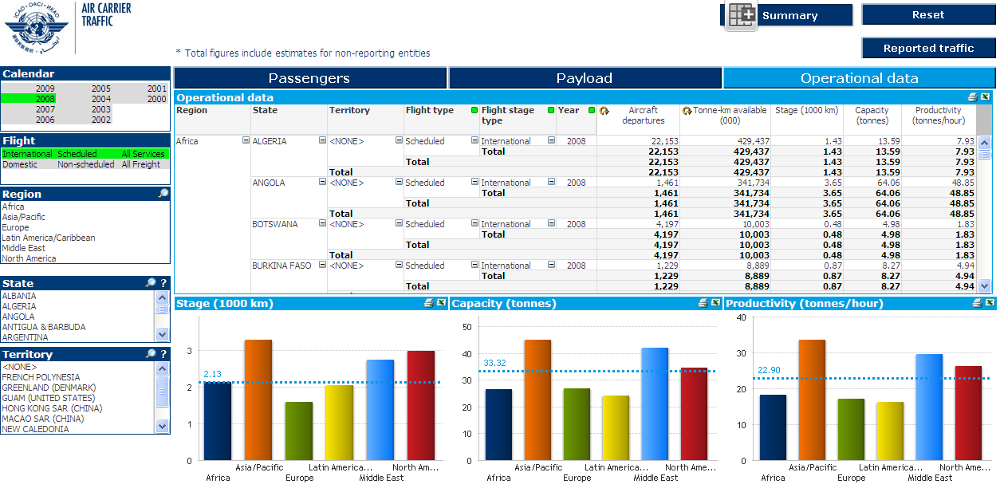 ICAO · OACI · ИКАО
AIR CARRIER
TRAFFIC
Summary
Reset
Reported traffic
* Total figures include estimates for non-reporting entities
Passengers Payload Operational data
Calendar
2009 2005 2001
2008 2004 2000
2007 2003
2006 2002
Flight
International Scheduled All Services
Domestic Non-scheduled All Freight
Region
Africa
Asia/Pacific
Europe
Latin America/Caribbean
Middle East
North America
State ?
ALBANIA
ALGERIA
ANGOLA
ANTIGUA & BARBUDA
ARGENTINA
Territory ?
<NONE>
FRENCH POLYNESIA
GREENLAND (DENMARK)
GUAM (UNITED STATES)
HONG KONG SAR (CHINA)
MACAO SAR (CHINA)
NEW CALEDONIA
Operational data
Region State Territory Flight type Flight stage type Year Aircraft departures Tonne-km available (000) Stage (1000 km) Capacity (tonnes) Productivity (tonnes/hour)
Africa ALGERIA <NONE> Scheduled International 2008 22,153 429,437 1.43 13.59 7.93
Total 22,153 429,437 1.43 13.59 7.93
Total 22,153 429,437 1.43 13.59 7.93
Total 22,153 429,437 1.43 13.59 7.93
ANGOLA <NONE> Scheduled International 2008 1,461 341,734 3.65 64.06 48.85
Total 1,461 341,734 3.65 64.06 48.85
Total 1,461 341,734 3.65 64.06 48.85
Total 1,461 341,734 3.65 64.06 48.85
BOTSWANA <NONE> Scheduled International 2008 4,197 10,003 0.48 4.98 1.83
Total 4,197 10,003 0.48 4.98 1.83
Total 4,197 10,003 0.48 4.98 1.83
Total 4,197 10,003 0.48 4.98 1.83
BURKINA FASO <NONE> Scheduled International 2008 1,229 8,889 0.87 8.27 4.94
Total 1,229 8,889 0.87 8.27 4.94
Total 1,229 8,889 0.87 8.27 4.94
Stage (1000 km)
3
2.13
2
1
0
Asia/Pacific Latin America... North Ame...
Africa Europe Middle East
Capacity (tonnes)
50
40
33.32
30
20
10
0
Asia/Pacific Latin America... North Ame...
Africa Europe Middle East
Productivity (tonnes/hour)
40
30
22.90
20
10
0
Asia/Pacific Latin America... North Ame...
Africa Europe Middle East